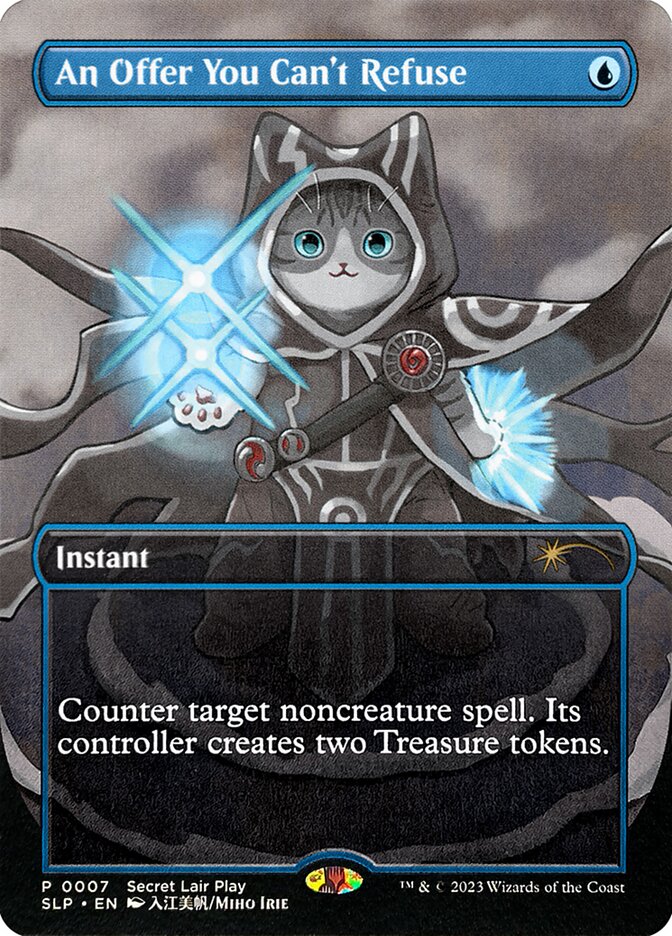 An Offer You Can't Refuse
Instant
Counter target noncreature spell. Its
controller creates two Treasure tokens.
P 0007 Secret Lair Play
SLP • EN 入江美帆/Miho Irie
™ & © 2023 Wizards of the Coast